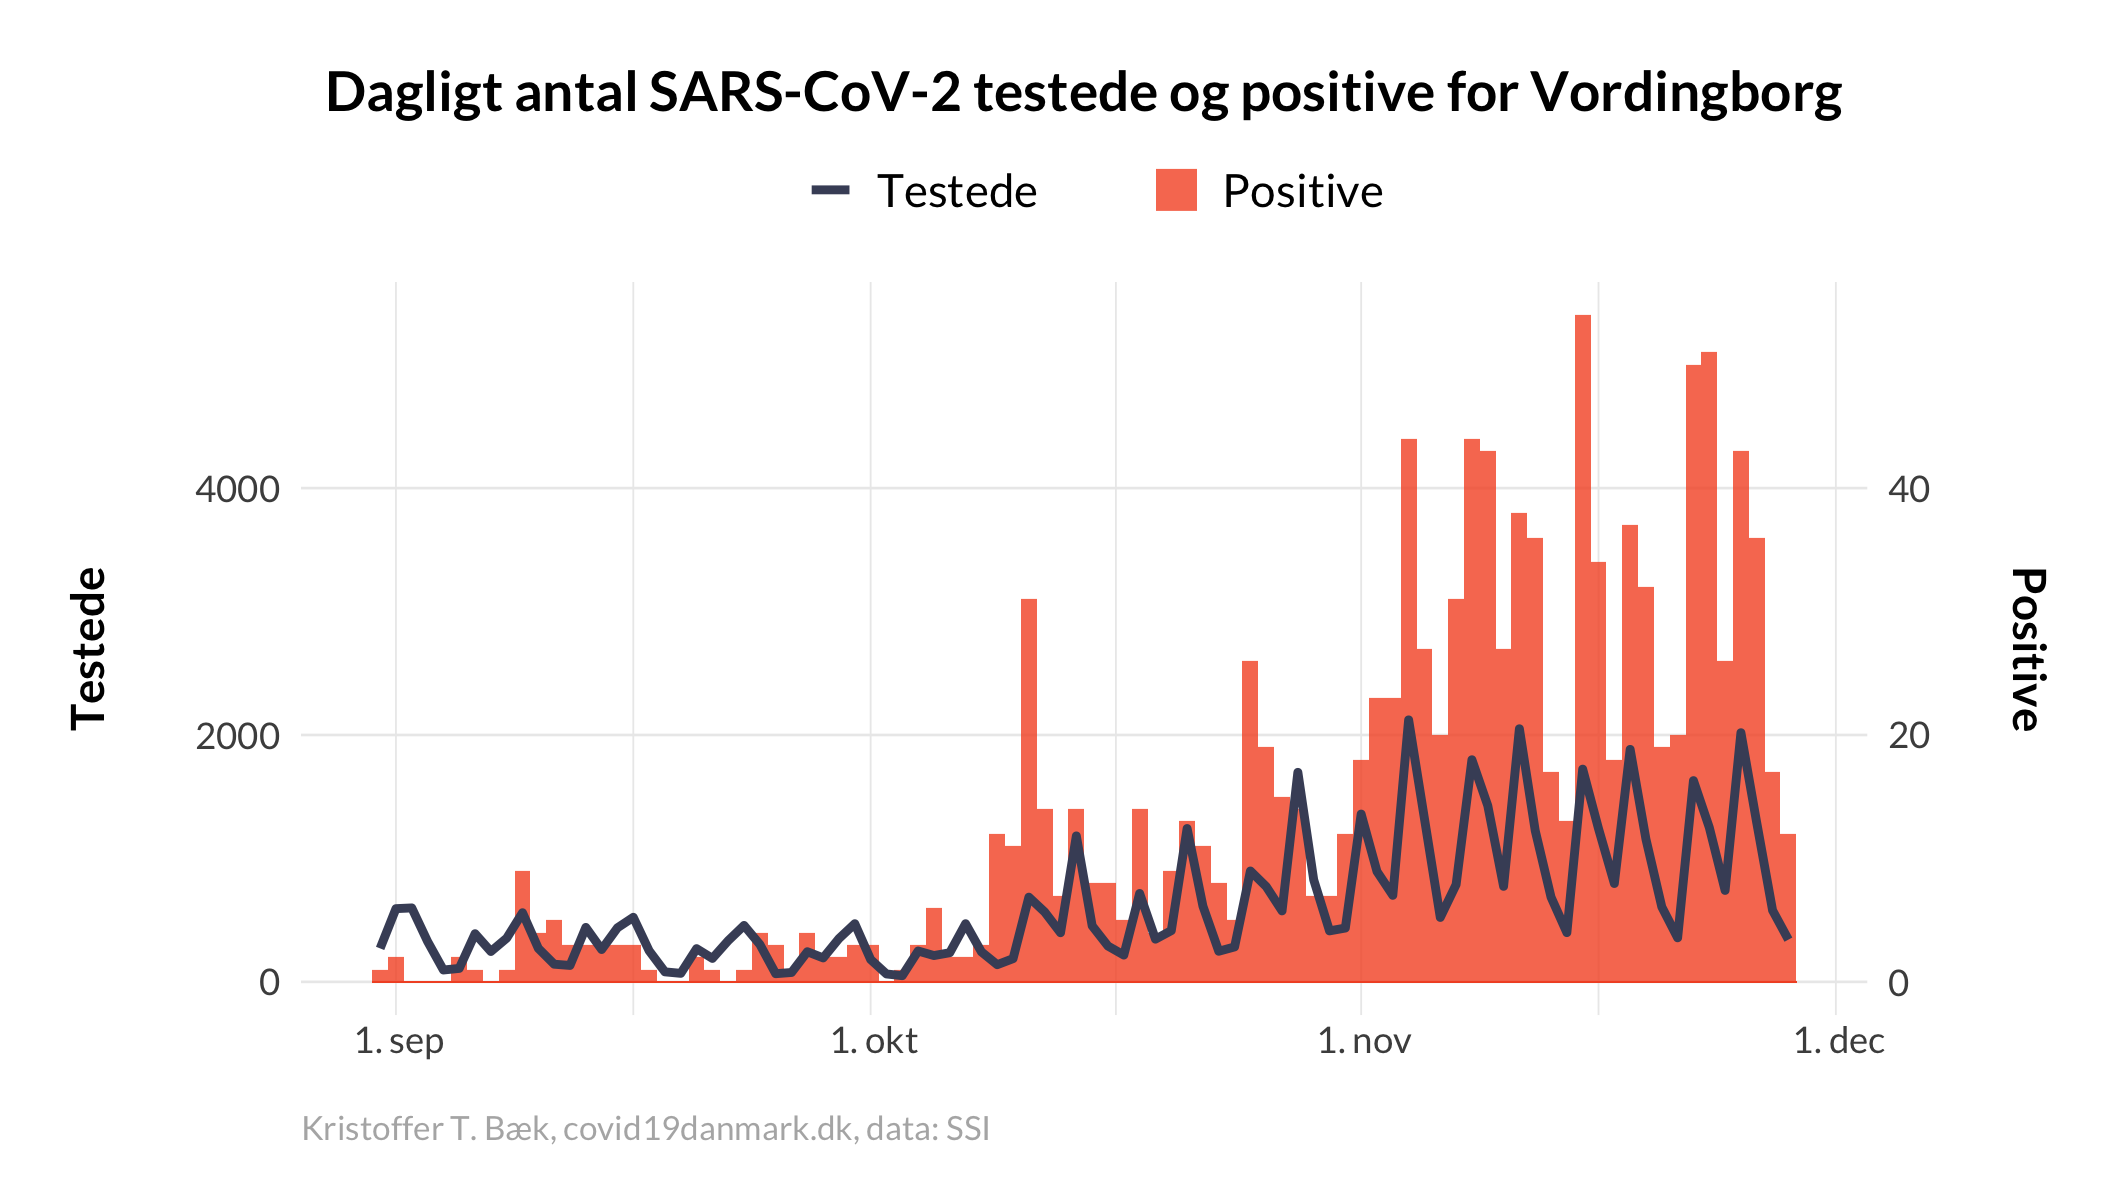 Dagligt antal SARS-CoV-2 testede og positive for Vordingborg
Testede
Positive
4000
2000
0
Testede
40
20
0
Positive
1. sep
1. okt
1. nov
1. dec
Kristoffer T. Bæk, covid19danmark.dk, data: SSI